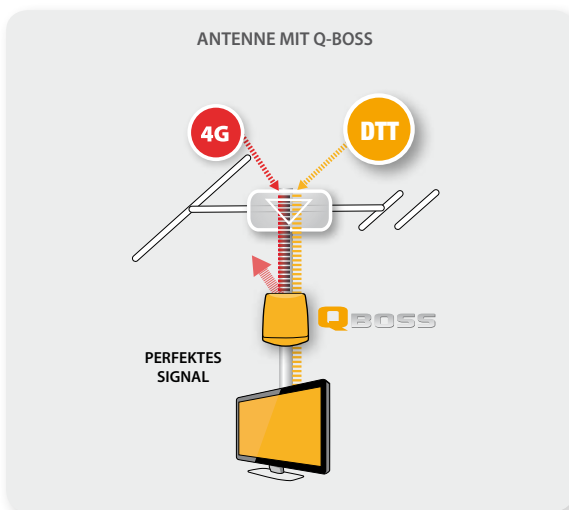 ANTENNE MIT Q-BOSS
4G
DTT
QBOSS
PERFEKTES
SIGNAL